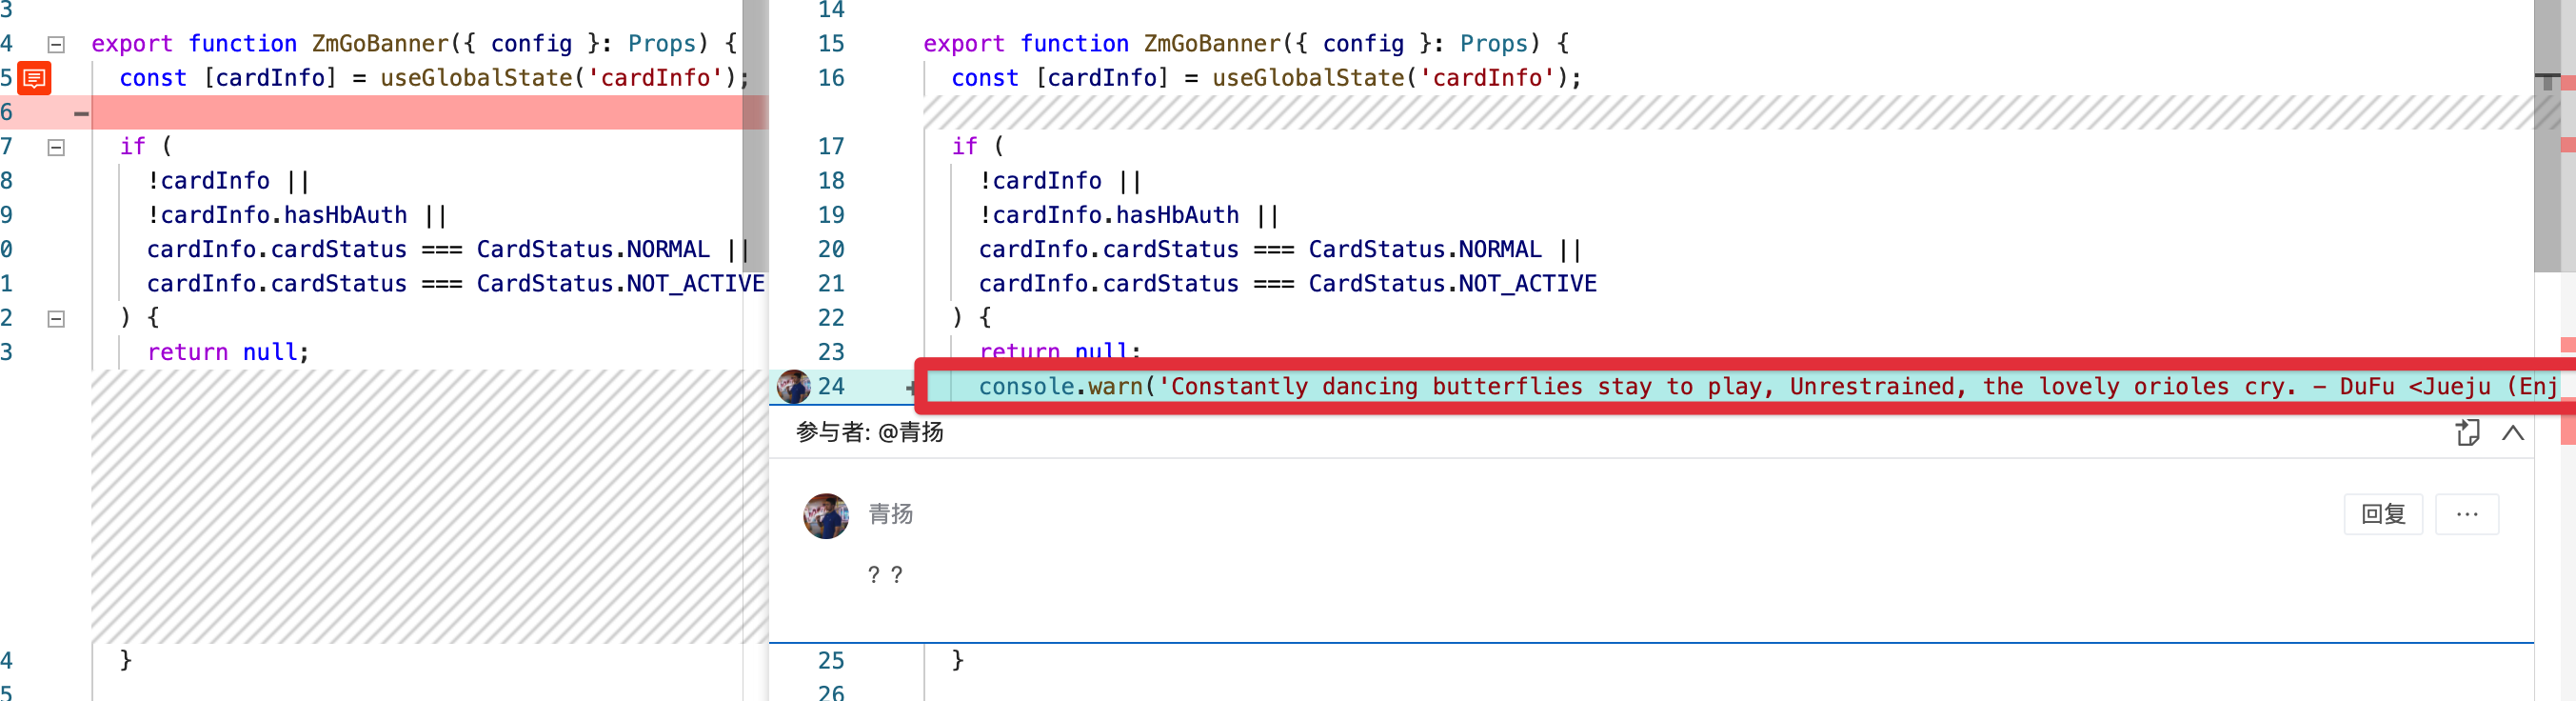 3
4 export function ZmGoBanner({ config }: Props) {
5 const [cardInfo] = useGlobalState('cardInfo');
6
7 if (
8 !cardInfo ||
9 !cardInfo.hasHbAuth ||
0 cardInfo.cardStatus === CardStatus.NORMAL ||
1 cardInfo.cardStatus === CardStatus.NOT_ACTIVE
2 ) {
3 return null;
4 }
5
14
15 export function ZmGoBanner({ config }: Props) {
16 const [cardInfo] = useGlobalState('cardInfo');
17 if (
18 !cardInfo ||
19 !cardInfo.hasHbAuth ||
20 cardInfo.cardStatus === CardStatus.NORMAL ||
21 cardInfo.cardStatus === CardStatus.NOT_ACTIVE
22 ) {
23 return null;
24 + console.warn('Constantly dancing butterflies stay to play, Unrestrained, the lovely orioles cry. — DuFu <Jueju (Enj
参与者: @青扬
青扬
回复 ...
？？
25 }
26